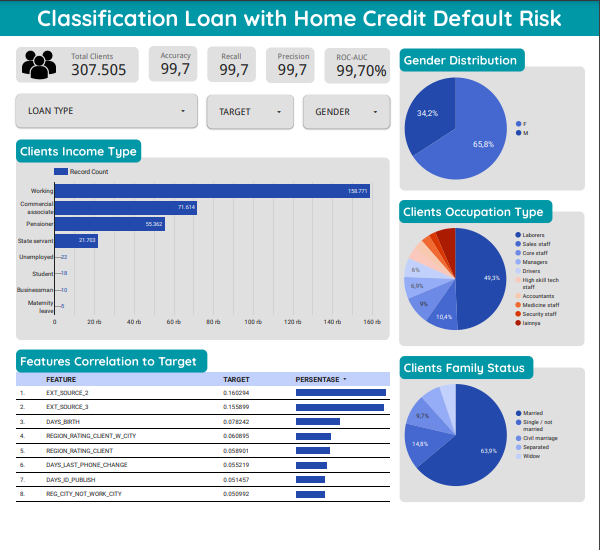 Classification Loan with Home Credit Default Risk
Total Clients
307.505
Accuracy
99,7
Recall
99,7
Precision
99,7
ROC-AUC
99,70%
LOAN TYPE
TARGET
GENDER
Clients Income Type
Record Count
Working
158.771
Commercial
associate
71.614
Pensioner
55.362
State servant
21.703
Unemployed
22
Student
18
Businessman
10
Maternity
leave
5
0 20 rb 40 rb 60 rb 80 rb 100 rb 120 rb 140 rb 160 rb
Features Correlation to Target
FEATURE TARGET PERSENTASE
1. EXT_SOURCE_2 0.160294
2. EXT_SOURCE_3 0.155899
3. DAYS_BIRTH 0.078242
4. REGION_RATING_CLIENT_W_CITY 0.060895
5. REGION_RATING_CLIENT 0.058901
6. DAYS_LAST_PHONE_CHANGE 0.055219
7. DAYS_ID_PUBLISH 0.051457
8. REG_CITY_NOT_WORK_CITY 0.050992
Gender Distribution
34,2%
65,8%
F
M
Clients Occupation Type
49,3%
10,4%
9%
6,9%
6%
Laborers
Sales staff
Core staff
Managers
Drivers
High skill tech
staff
Accountants
Medicine staff
Security staff
lainnya
Clients Family Status
63,9%
14,8%
9,7%
Married
Single / not
married
Civil marriage
Separated
Widow